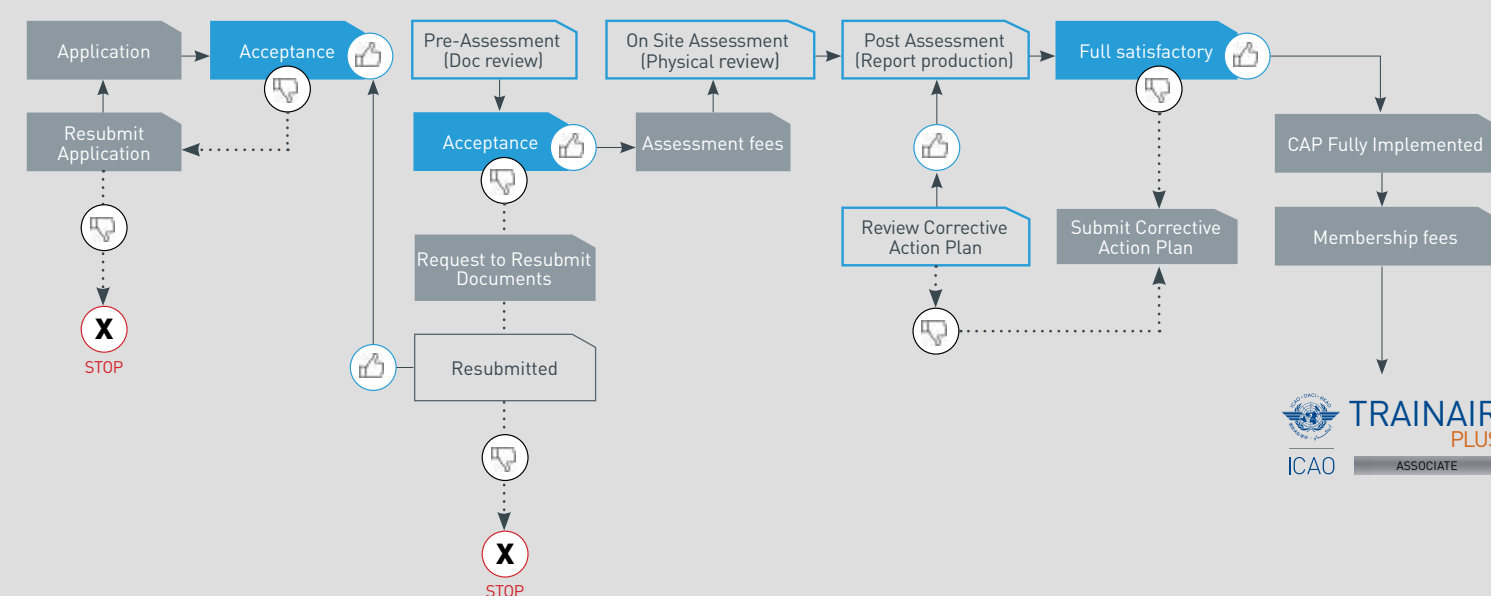 Application
Acceptance
Pre-Assessment
(Doc review)
On Site Assessment
(Physical review)
Post Assessment
(Report production)
Full satisfactory
Resubmit
Application
Acceptance
Assessment fees
CAP Fully Implemented
Review Corrective
Action Plan
Submit Corrective
Action Plan
Membership fees
Request to Resubmit
Documents
X
STOP
Resubmitted
TRAINAIR
PLUS
ICAO
ASSOCIATE
X
STOP